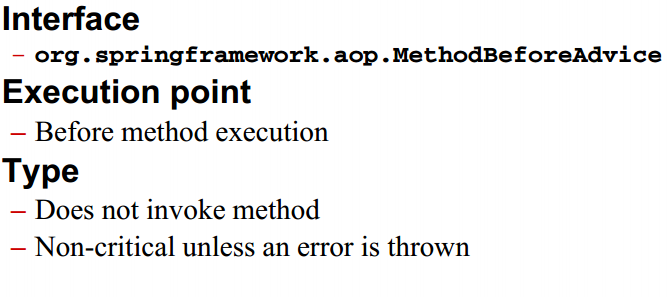 Interface
– org.springframework.aop.MethodBeforeAdvice
Execution point
– Before method execution
Type
– Does not invoke method
– Non-critical unless an error is thrown